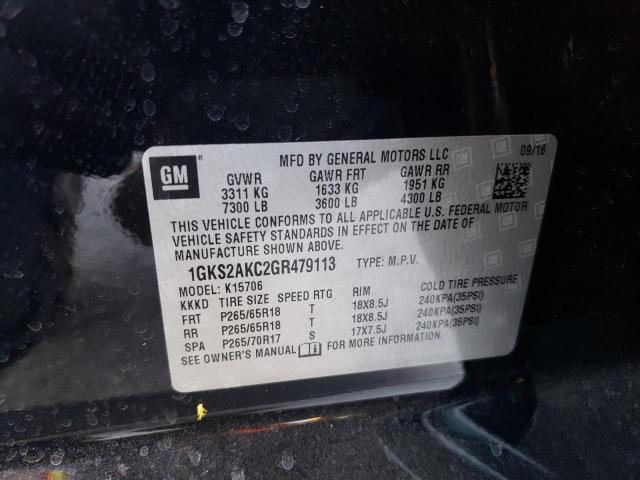 GM
MFD BY GENERAL MOTORS LLC
09/16
GVWR GAWR FRT GAWR RR
3311 KG 1633 KG 1951 KG
7300 LB 3600 LB 4300 LB
THIS VEHICLE CONFORMS TO ALL APPLICABLE U.S. FEDERAL MOTOR
VEHICLE SAFETY STANDARDS IN EFFECT ON THE DATE OF
MANUFACTURE SHOWN ABOVE.
1GKS2AKC2GR479113 TYPE: M.P.V.
MODEL: K15706
KKKD TIRE SIZE SPEED RTG RIM COLD TIRE PRESSURE
FRT P265/65R18 T 18X8.5J 240KPA(35PSI)
RR P265/65R18 T 18X8.5J 240KPA(35PSI)
SPA P265/70R17 S 17X7.5J 240KPA(35PSI)
SEE OWNER'S MANUAL FOR MORE INFORMATION.